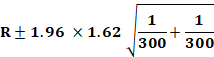 R ± 1.96 × 1.62 √(1/300 + 1/300)